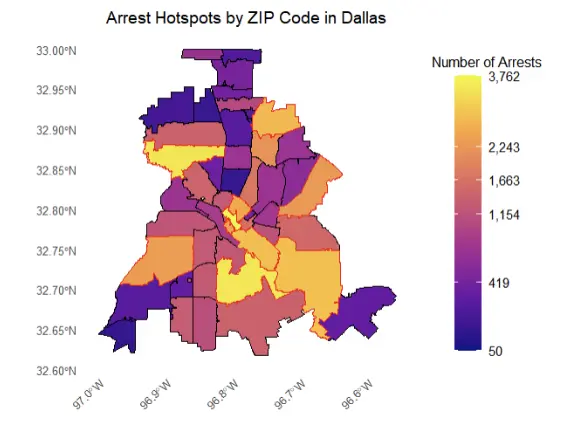 Arrest Hotspots by ZIP Code in Dallas
33.00°N
32.95°N
32.90°N
32.85°N
32.80°N
32.75°N
32.70°N
32.65°N
32.60°N
97.0°W
96.9°W
96.8°W
96.7°W
96.6°W
Number of Arrests
3,762
2,243
1,663
1,154
419
50